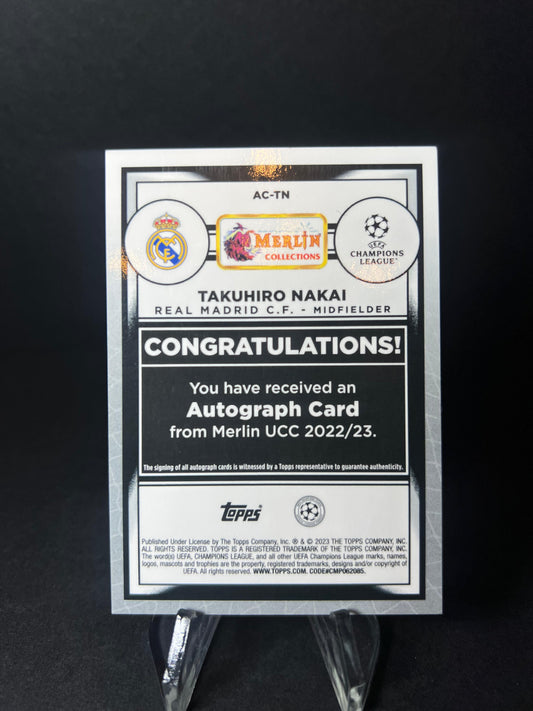 AC-TN
MERLIN
COLLECTIONS
UEFA
CHAMPIONS
LEAGUE™
TAKUHIRO NAKAI
REAL MADRID C.F. - MIDFIELDER
CONGRATULATIONS!
You have received an
Autograph Card
from Merlin UCC 2022/23.
The signing of all autograph cards is witnessed by a Topps representative to guarantee authenticity.
Topps
Published Under License by The Topps Company, Inc. ® & © 2023 THE TOPPS COMPANY, INC.
ALL RIGHTS RESERVED. TOPPS IS A REGISTERED TRADEMARK OF THE TOPPS COMPANY, INC.
The word(s) UEFA, CHAMPIONS LEAGUE, and all other UEFA Champions League marks, names,
logos, mascots and trophies are the property, registered trademarks, designs and/or copyright of
UEFA. All rights reserved. WWW.TOPPS.COM. CODE#CMP062085.